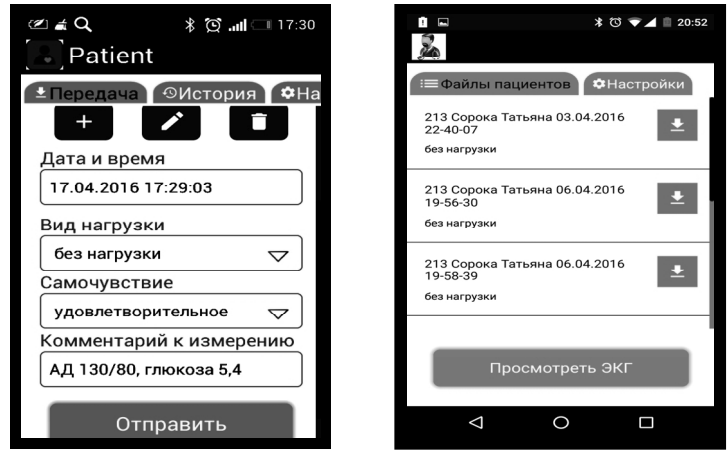 17:30
Patient
Передача История На
Дата и время
17.04.2016 17:29:03
Вид нагрузки
без нагрузки
Самочувствие
удовлетворительное
Комментарий к измерению
АД 130/80, глюкоза 5,4
Отправить
20:52
Файлы пациентов Настройки
213 Сорока Татьяна 03.04.2016
22-40-07
без нагрузки
213 Сорока Татьяна 06.04.2016
19-56-30
без нагрузки
213 Сорока Татьяна 06.04.2016
19-58-39
без нагрузки
Просмотреть ЭКГ